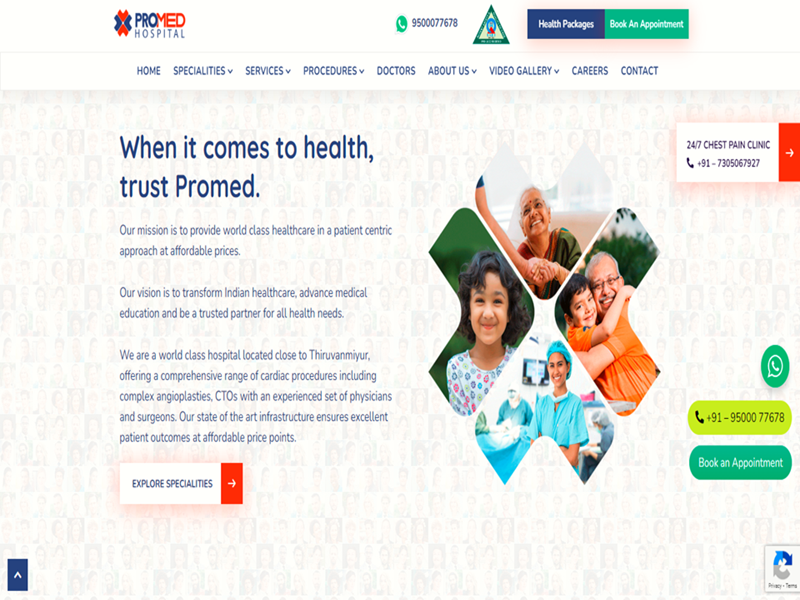 PROMED
HOSPITAL
9500077678
Health Packages
Book An Appointment
HOME
SPECIALITIES
SERVICES
PROCEDURES
DOCTORS
ABOUT US
VIDEO GALLERY
CAREERS
CONTACT
When it comes to health,
trust Promed.
24/7 CHEST PAIN CLINIC
+91 – 7305067927
Our mission is to provide world class healthcare in a patient centric
approach at affordable prices.
Our vision is to transform Indian healthcare, advance medical
education and be a trusted partner for all health needs.
We are a world class hospital located close to Thiruvanmiyur,
offering a comprehensive range of cardiac procedures including
complex angioplasties, CTOs with an experienced set of physicians
and surgeons. Our state of the art infrastructure ensures excellent
patient outcomes at affordable price points.
EXPLORE SPECIALITIES
+91 – 95000 77678
Book an Appointment
Privacy - Terms